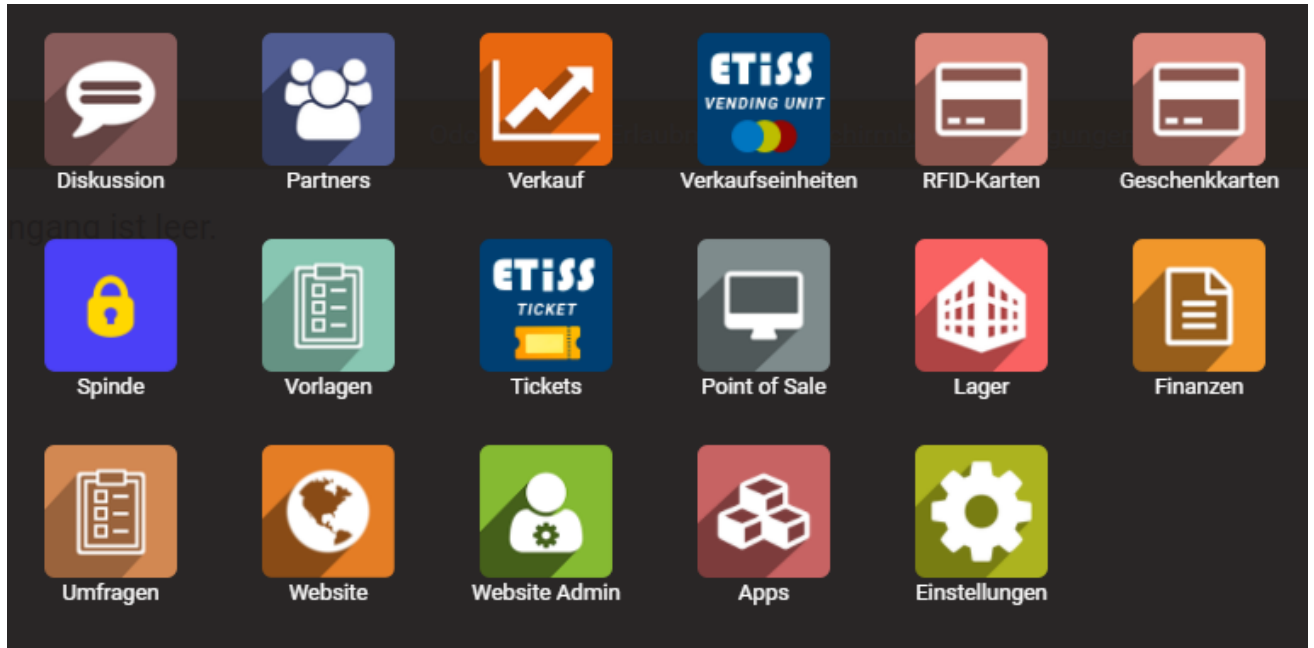 ETiSS
VENDING UNIT
Diskussion
Partners
Verkauf
Verkaufseinheiten
RFID-Karten
Geschenkkarten
ngang ist leer.
ETiSS
TICKET
Spinde
Vorlagen
Tickets
Point of Sale
Lager
Finanzen
Umfragen
Website
Website Admin
Apps
Einstellungen